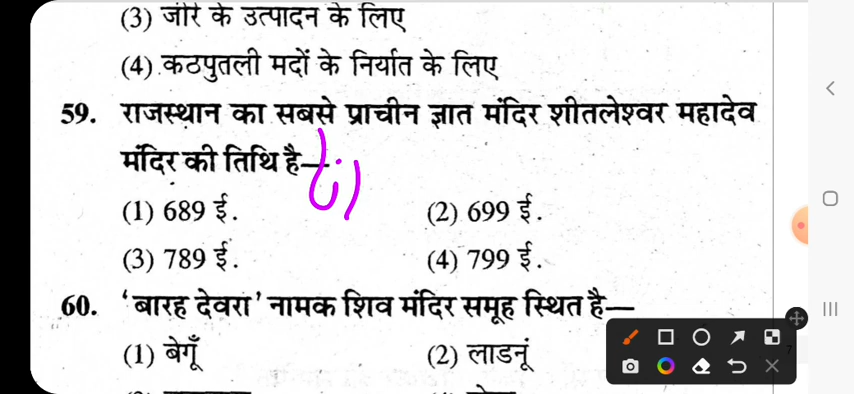 (3) जीरे के उत्पादन के लिए
(4) कठपुतली मदों के निर्यात के लिए
59. राजस्थान का सबसे प्राचीन ज्ञात मंदिर शीतलेश्वर महादेव
मंदिर की तिथि है—
(1) 689 ई.
(2) 699 ई.
(3) 789 ई.
(4) 799 ई.
60. ‘बारह देवरा’ नामक शिव मंदिर समूह स्थित है—
(1) बेगूँ
(2) लाडनूं